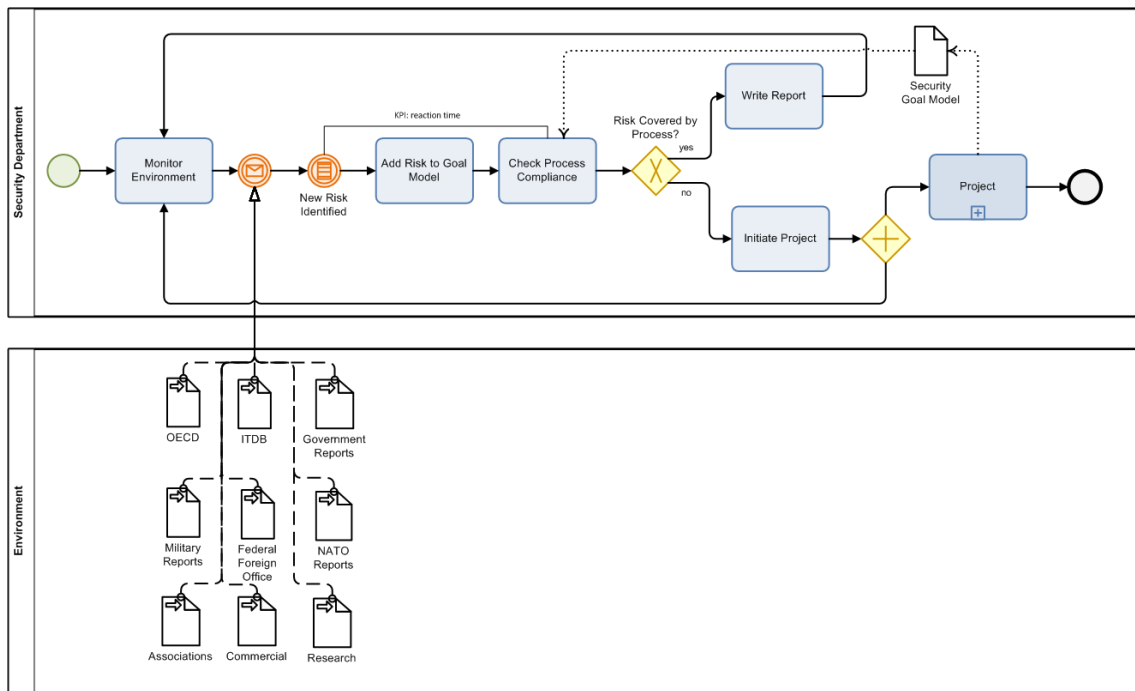 Security Department
Monitor
Environment
New Risk
Identified
KPI: reaction time
Add Risk to Goal
Model
Check Process
Compliance
Risk Covered by
Process?
yes
no
Write Report
Initiate Project
Security
Goal Model
Project
Environment
OECD
ITDB
Government
Reports
Military
Reports
Federal
Foreign
Office
NATO
Reports
Associations
Commercial
Research